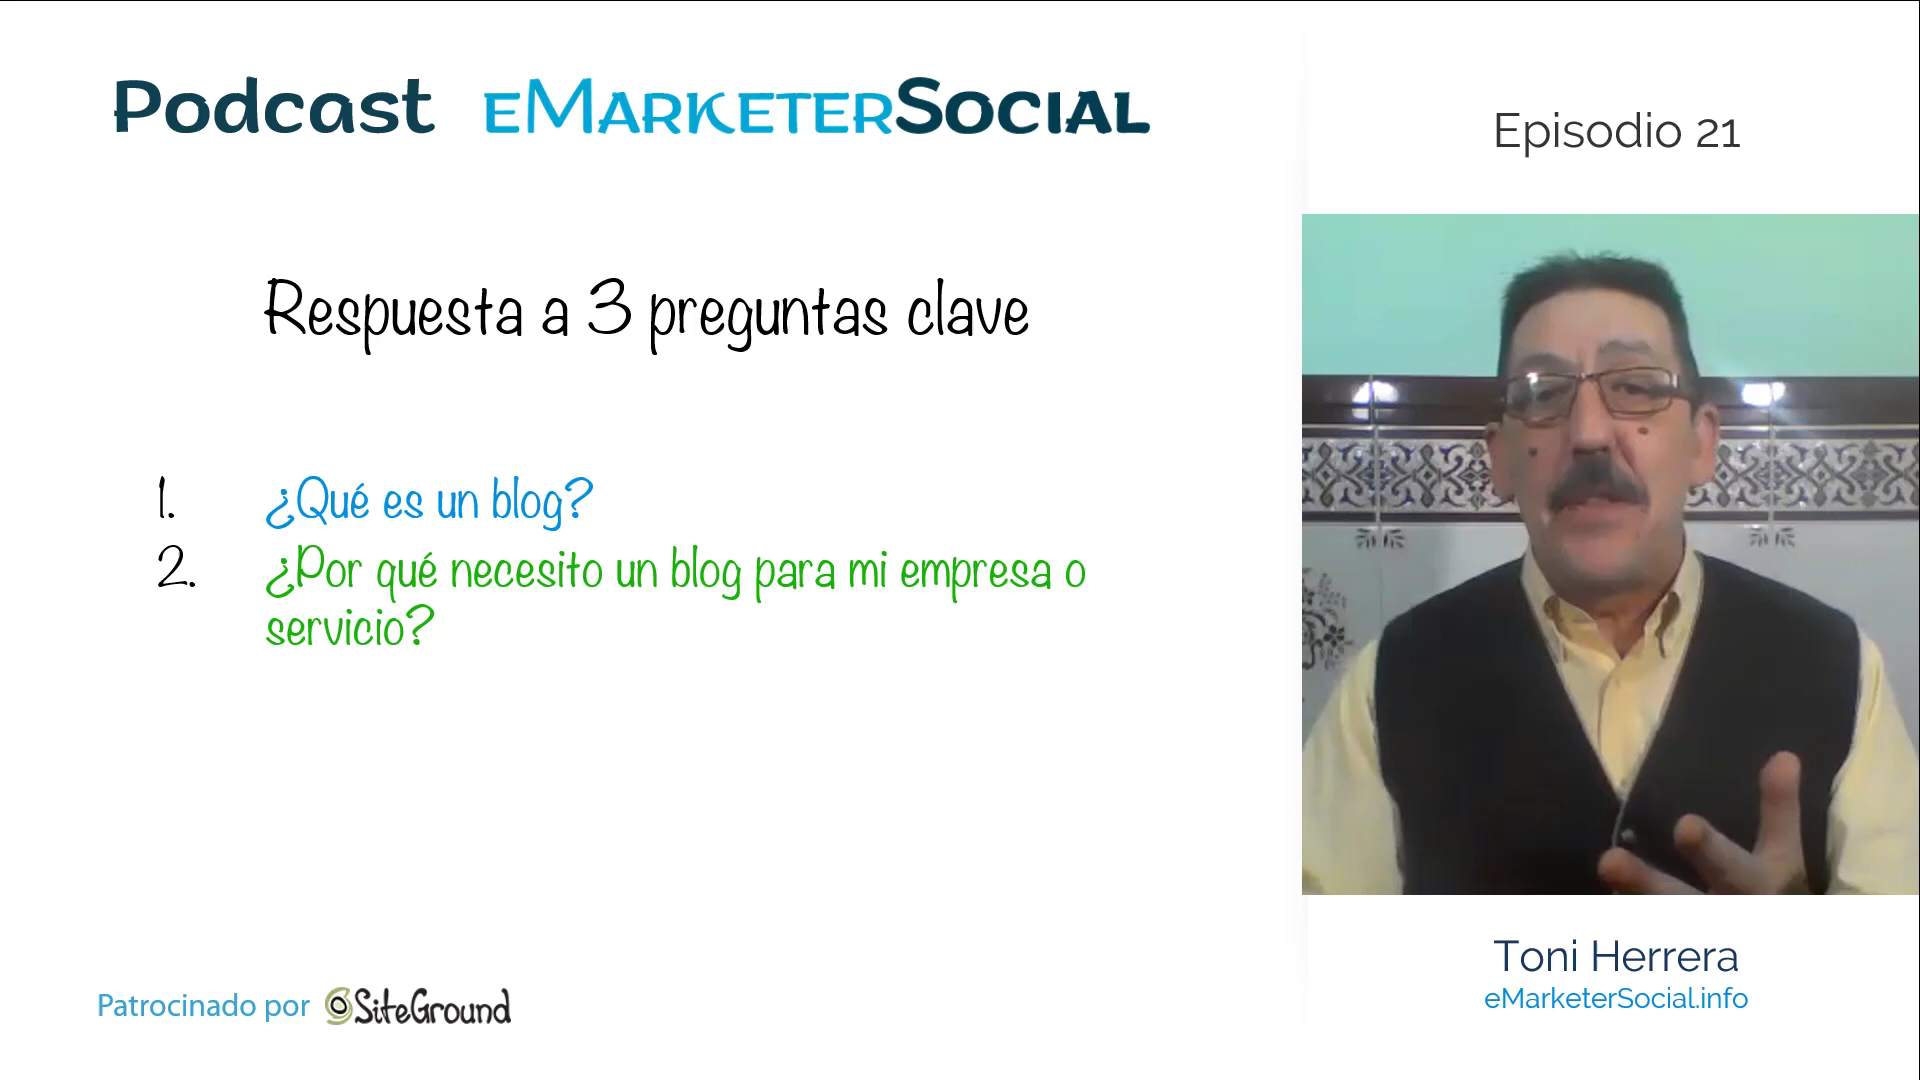 Podcast eMarketerSocial
Episodio 21
Respuesta a 3 preguntas clave
1. ¿Qué es un blog?
2. ¿Por qué necesito un blog para mi empresa o
servicio?
Toni Herrera
eMarketerSocial.info
Patrocinado por SiteGround